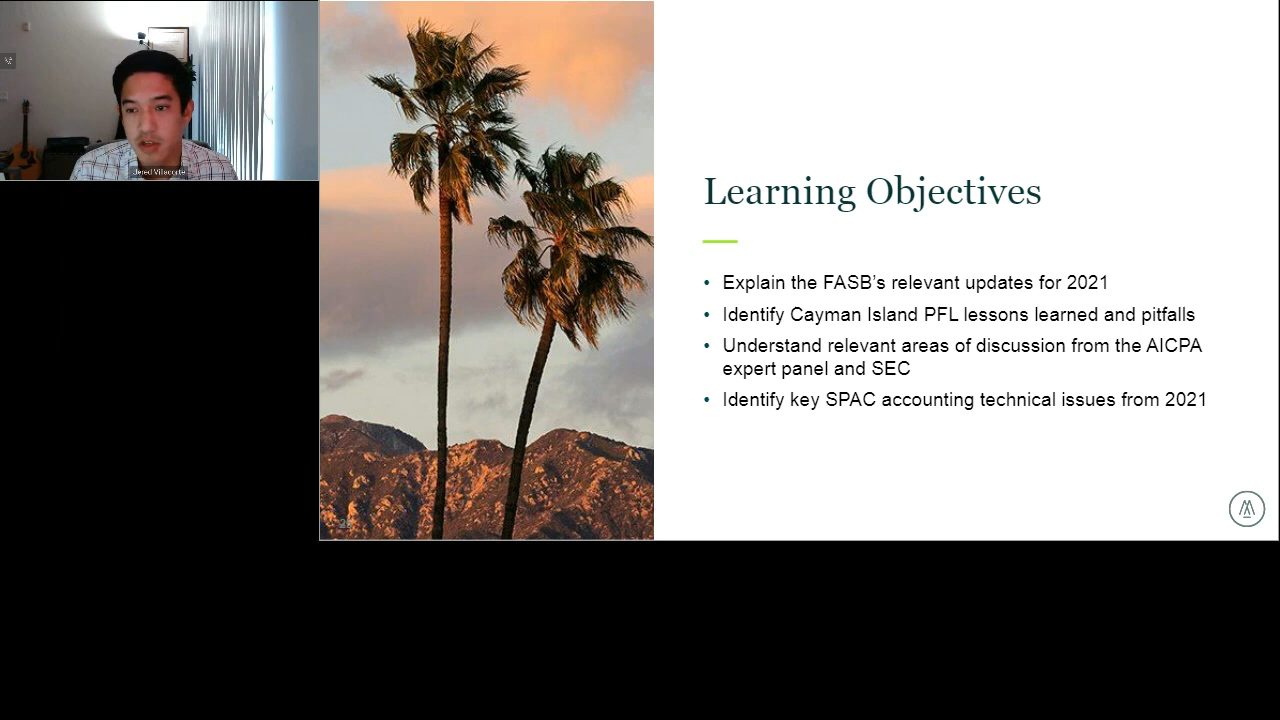 Learning Objectives
• Explain the FASB's relevant updates for 2021
• Identify Cayman Island PFL lessons learned and pitfalls
• Understand relevant areas of discussion from the AICPA
expert panel and SEC
• Identify key SPAC accounting technical issues from 2021